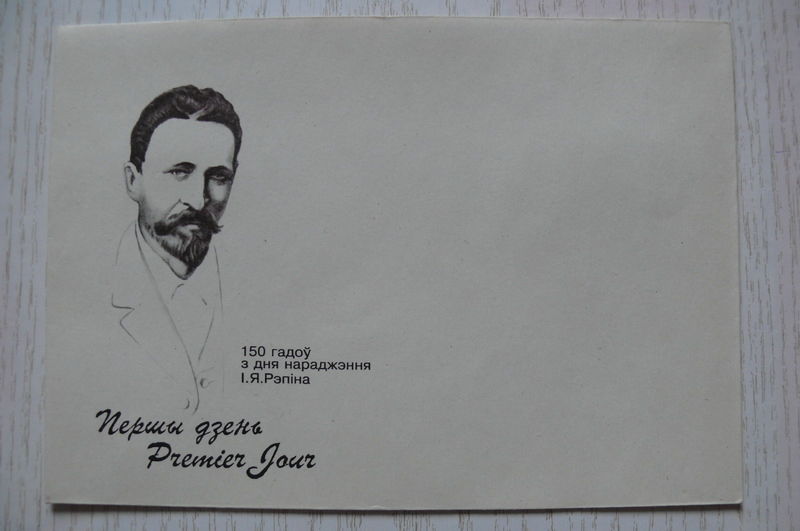 150 гадоў
з дня нараджэння
І.Я.Рэпіна
Першы дзень
Premier Jour